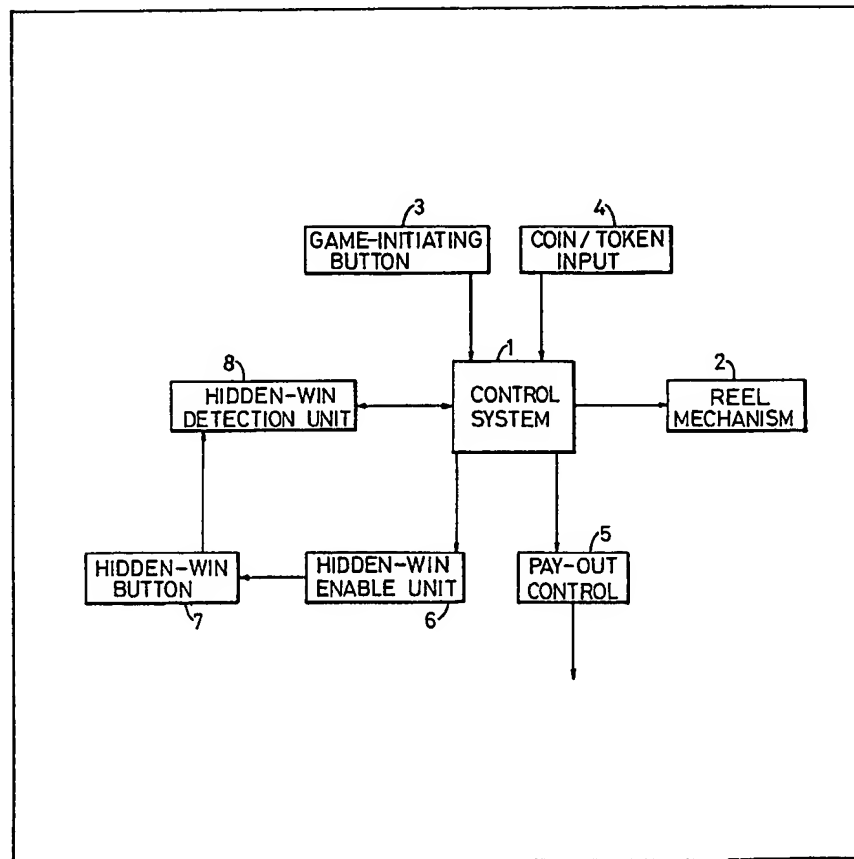 3
GAME-INITIATING
BUTTON
4
COIN/TOKEN
INPUT
1
CONTROL
SYSTEM
2
REEL
MECHANISM
8
HIDDEN-WIN
DETECTION UNIT
HIDDEN-WIN
BUTTON
7
HIDDEN-WIN
ENABLE UNIT
6
5
PAY-OUT
CONTROL